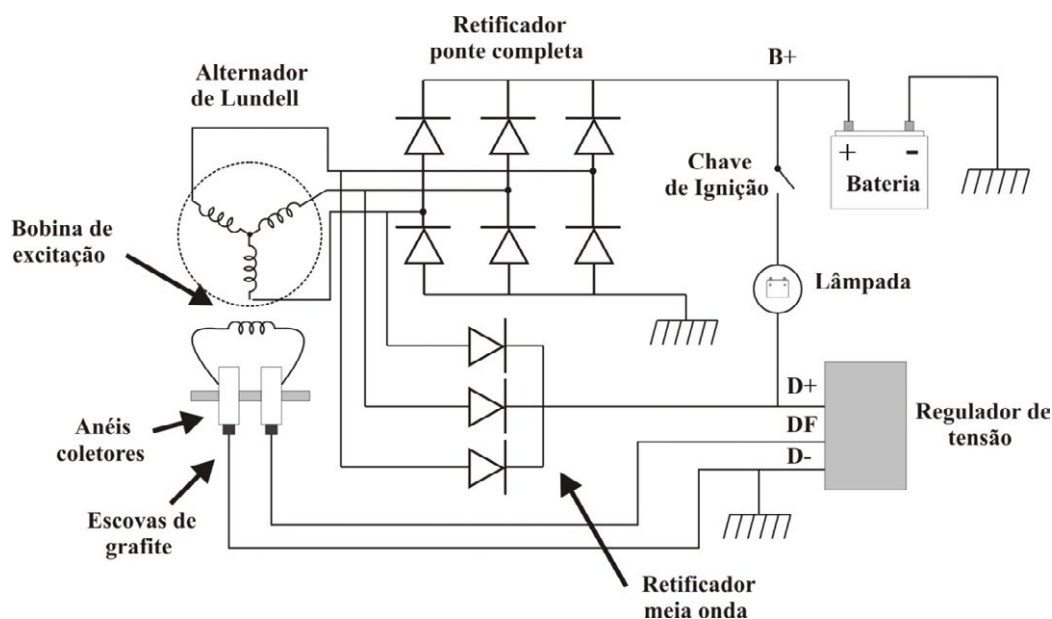 Retificador
ponte completa
Alternador
de Lundell
B+
Chave
de Ignição
+ -
Bateria
Bobina de
excitação
Lâmpada
D+
DF
D-
Regulador de
tensão
Anéis
coletores
Escovas de
grafite
Retificador
meia onda